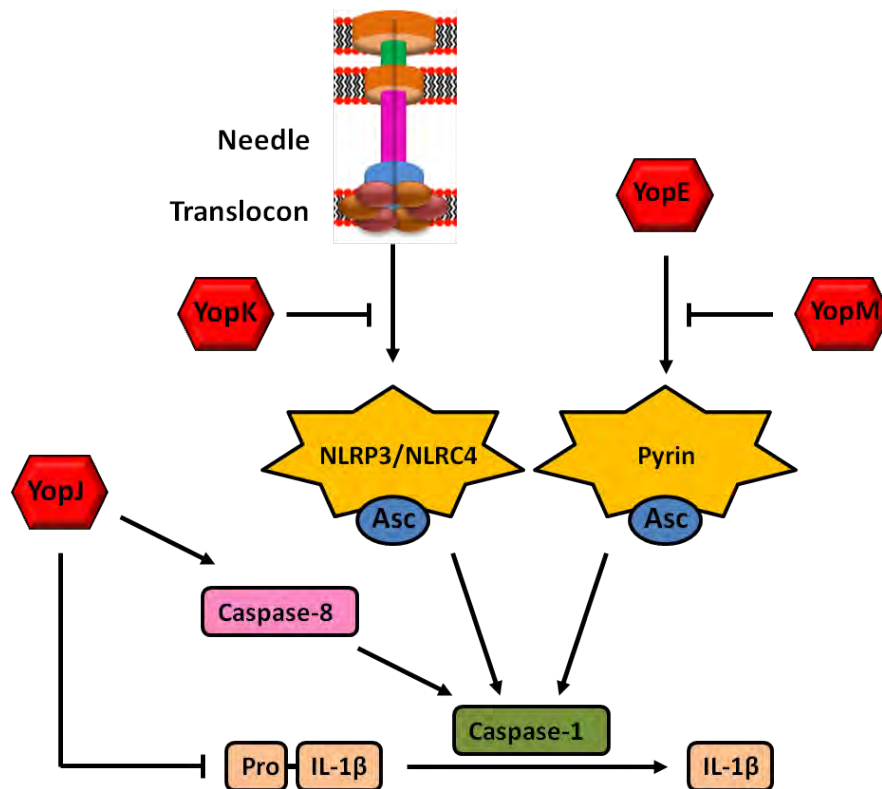 Needle
YopE
Translocon
YopK
YopM
NLRP3/NLRC4
Pyrin
YopJ
Asc
Asc
Caspase-8
Caspase-1
Pro
IL-1β
IL-1β